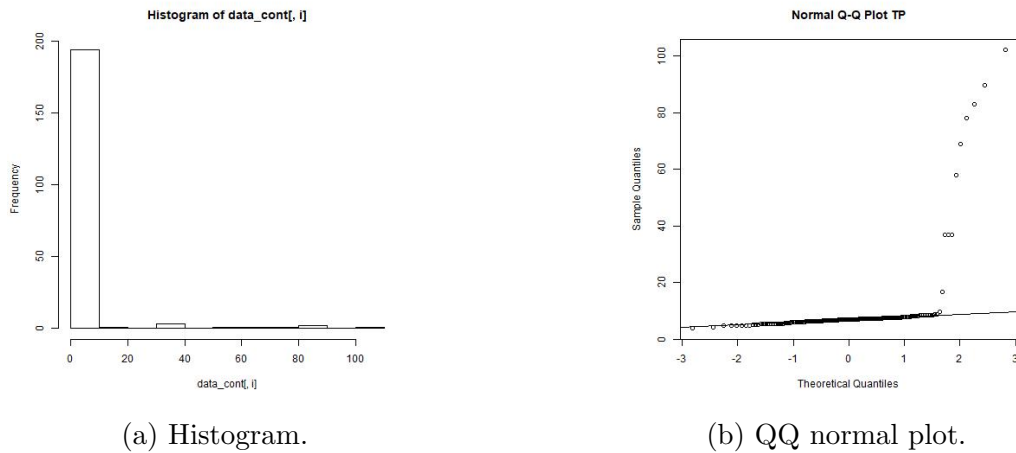 Histogram of data_cont[, i]
Frequency
0
50
100
150
200
0 20 40 60 80 100
data_cont[, i]
(a) Histogram.
Normal Q-Q Plot TP
Sample Quantiles
0
20
40
60
80
100
-3 -2 -1 0 1 2 3
Theoretical Quantiles
(b) QQ normal plot.